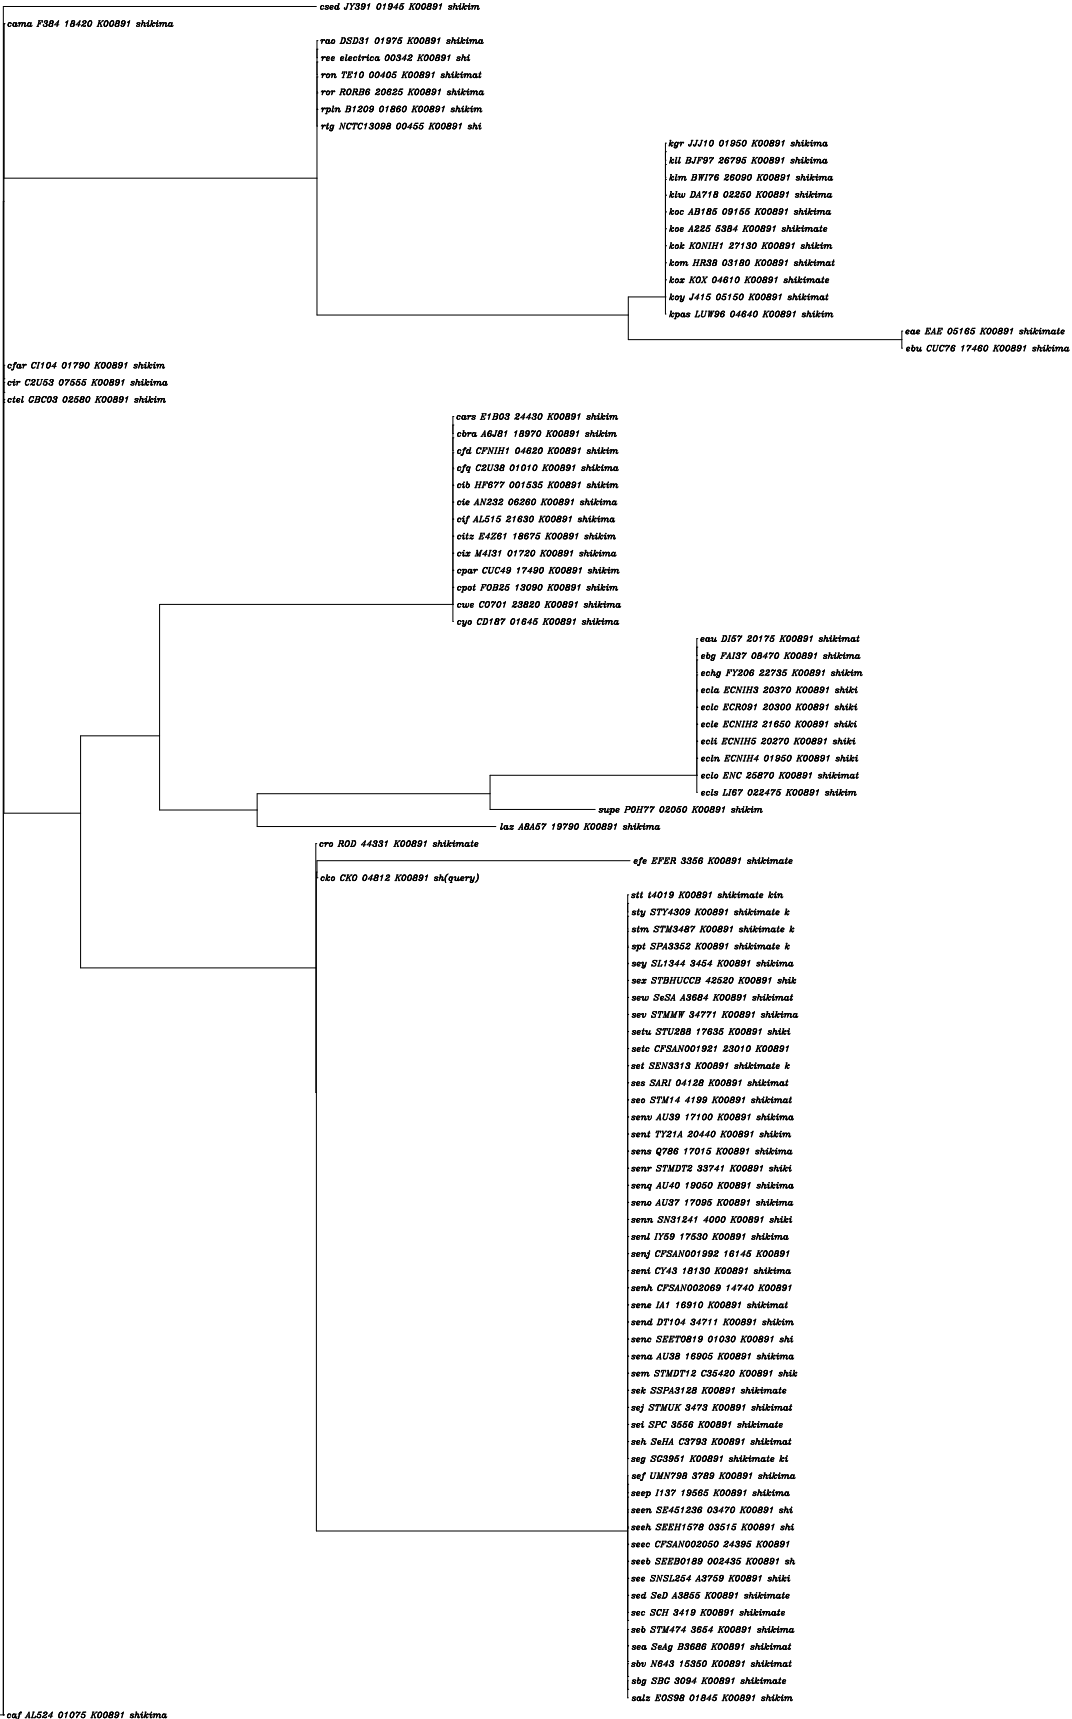 csed JY391 01945 K00891 shikim
cama F384 18420 K00891 shikima
rao DSD31 01975 K00891 shikima
ree electrica 00342 K00891 shi
ron TE10 00405 K00891 shikimat
ror RORB6 20625 K00891 shikima
rpln B1209 01860 K00891 shikim
rtg NCTC13098 00455 K00891 shi
kgr JJJ10 01950 K00891 shikima
kll BJF97 26795 K00891 shikima
klm BWI76 26090 K00891 shikima
klw DA718 02250 K00891 shikima
koc AB185 09155 K00891 shikima
koe A225 5384 K00891 shikimate
kok KONIH1 27130 K00891 shikim
kom HR38 03180 K00891 shikimat
kox KOX 04610 K00891 shikimate
koy J415 05150 K00891 shikimat
kpas LUW96 04640 K00891 shikim
eae EAE 05165 K00891 shikimate
ebu CUC76 17460 K00891 shikima
cfar CI104 01790 K00891 shikim
cir C2U53 07555 K00891 shikima
ctel GBC03 02580 K00891 shikim
cars E1B03 24430 K00891 shikim
cbra A6J81 18970 K00891 shikim
cfd CFNIH1 04620 K00891 shikim
cfq C2U38 01010 K00891 shikima
cib HF677 001535 K00891 shikim
cie AN232 06260 K00891 shikima
cif AL515 21630 K00891 shikima
citz E4Z61 18675 K00891 shikim
cix M4I31 01720 K00891 shikima
cpar CUC49 17490 K00891 shikim
cpot FOB25 13090 K00891 shikim
cwe CO701 23820 K00891 shikima
cyo CD187 01645 K00891 shikima
eau DI57 20175 K00891 shikimat
ebg FAI37 08470 K00891 shikima
echg FY206 22735 K00891 shikim
ecla ECNIH3 20370 K00891 shiki
eclc ECR091 20300 K00891 shiki
ecle ECNIH2 21650 K00891 shiki
ecli ECNIH5 20270 K00891 shiki
ecln ECNIH4 01950 K00891 shiki
eclo ENC 25870 K00891 shikimat
ecls LI67 022475 K00891 shikim
supe P0H77 02050 K00891 shikim
lax A8A57 19790 K00891 shikima
cro ROD 44331 K00891 shikimate
efe EFER 3356 K00891 shikimate
cko CKO 04812 K00891 sh(query)
stt t4019 K00891 shikimate kin
sty STY4309 K00891 shikimate k
stm STM3487 K00891 shikimate k
spt SPA3352 K00891 shikimate k
sey SL1344 3454 K00891 shikima
sex STBHUCCB 42520 K00891 shik
sew SeSA A3684 K00891 shikimat
sev STMMW 34771 K00891 shikima
setu STU288 17635 K00891 shiki
setc CFSAN001921 23010 K00891
set SEN3313 K00891 shikimate k
ses SARI 04128 K00891 shikimat
seo STM14 4199 K00891 shikimat
senv AU39 17100 K00891 shikima
sent TY21A 20440 K00891 shikim
sens Q786 17015 K00891 shikima
senr STMDT2 33741 K00891 shiki
senq AU40 19050 K00891 shikima
seno AU37 17095 K00891 shikima
senn SN31241 4000 K00891 shiki
senl IY59 17530 K00891 shikima
senj CFSAN001992 16145 K00891
seni CY43 18130 K00891 shikima
senh CFSAN002069 14740 K00891
sene IA1 16910 K00891 shikimat
send DT104 34711 K00891 shikim
senc SEET0819 01030 K00891 shi
sena AU38 16905 K00891 shikima
sem STMDT12 C35420 K00891 shik
sek SSPA3128 K00891 shikimate
sej STMUK 3473 K00891 shikimat
sei SPC 3556 K00891 shikimate
seh SeHA C3793 K00891 shikimat
seg SG3951 K00891 shikimate ki
sef UMN798 3789 K00891 shikima
seep I137 19565 K00891 shikima
seen SE451236 03470 K00891 shi
seeh SEEH1578 03515 K00891 shi
seec CFSAN002050 24395 K00891
seeb SEEB0189 002435 K00891 sh
see SNSL254 A3759 K00891 shiki
sed SeD A3855 K00891 shikimate
sec SCH 3419 K00891 shikimate
seb STM474 3654 K00891 shikima
sea SeAg B3686 K00891 shikimat
sbv N643 15350 K00891 shikimat
sbg SBG 3094 K00891 shikimate
salz EOS98 01845 K00891 shikim
caf AL524 01075 K00891 shikima